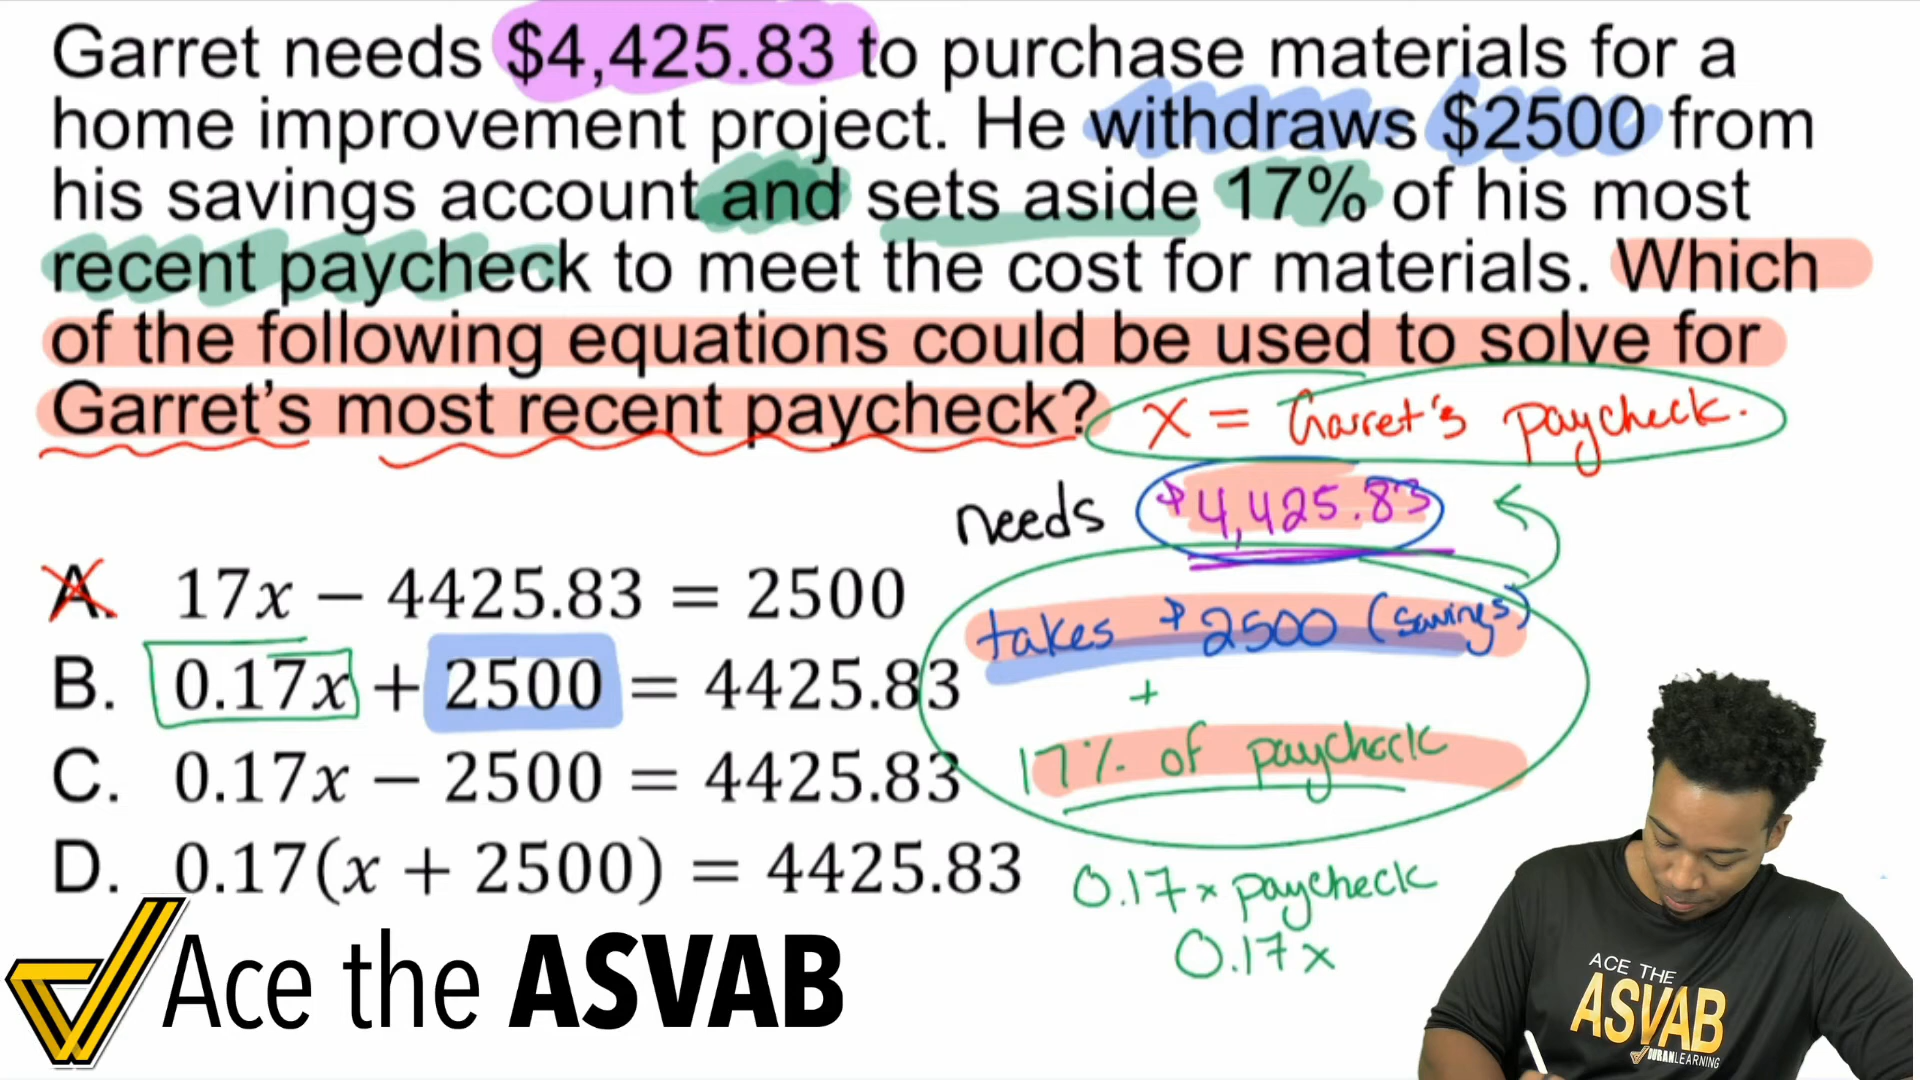 Garret needs $4,425.83 to purchase materials for a
home improvement project. He withdraws $2500 from
his savings account and sets aside 17% of his most
recent paycheck to meet the cost for materials. Which
of the following equations could be used to solve for
Garret's most recent paycheck?
x = Garret's paycheck.
needs $4,425.83
takes $2500 (savings)
+
17% of paycheck
0.17 × paycheck
0.17x
A. 17x − 4425.83 = 2500
B. 0.17x + 2500 = 4425.83
C. 0.17x − 2500 = 4425.83
D. 0.17(x + 2500) = 4425.83
Ace the ASVAB
ACE THE
ASVAB
DURANLEARNING